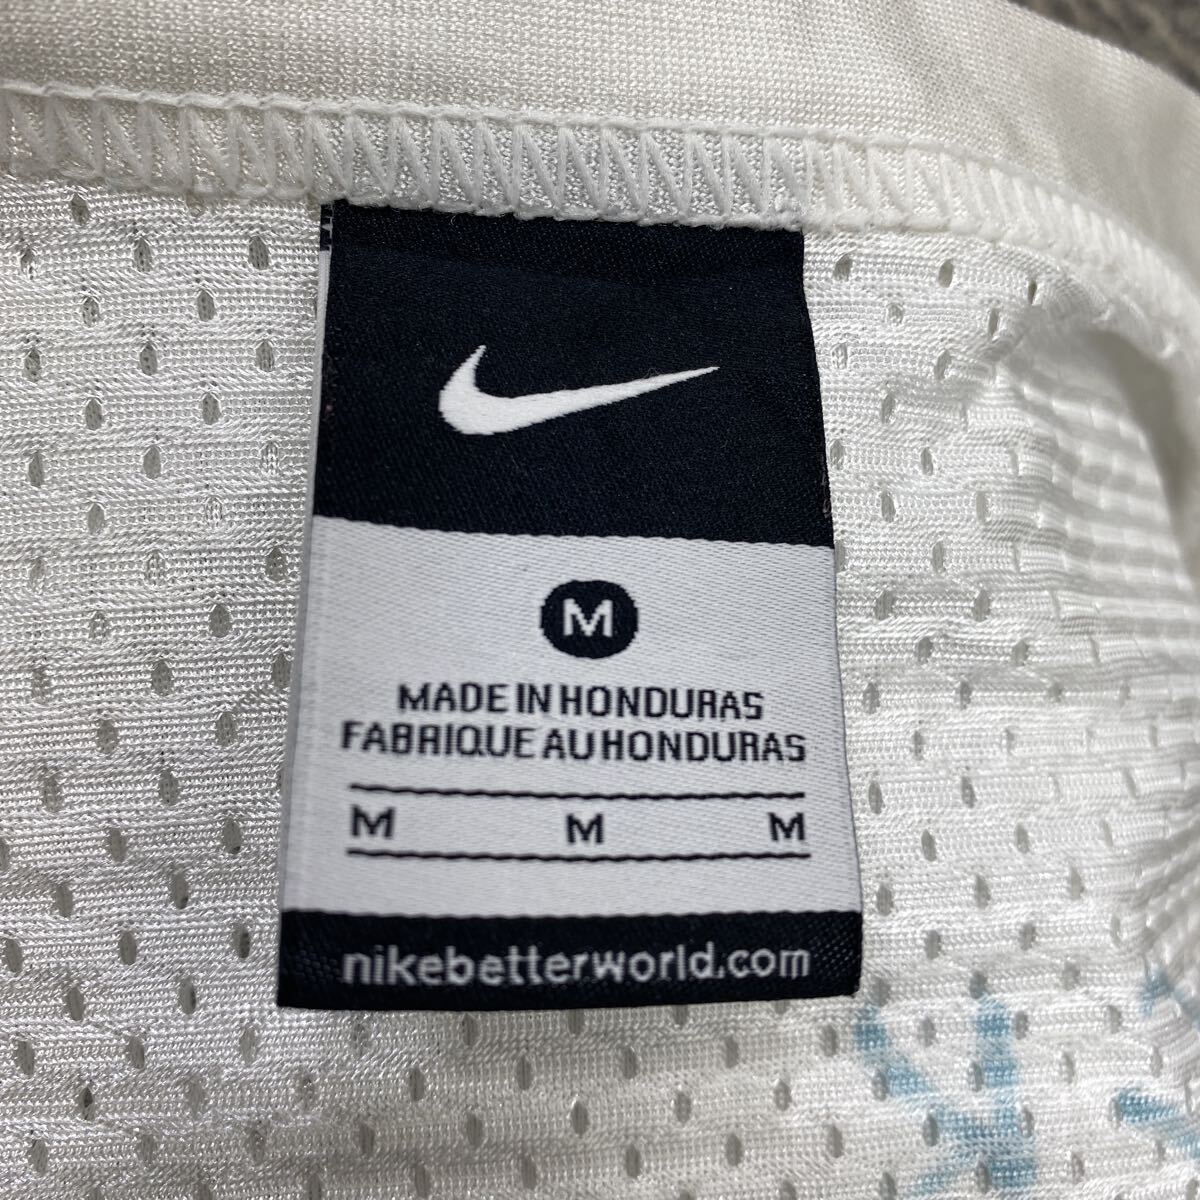 M
MADE IN HONDURAS
FABRIQUE AU HONDURAS
M M M
nikebetterworld.com